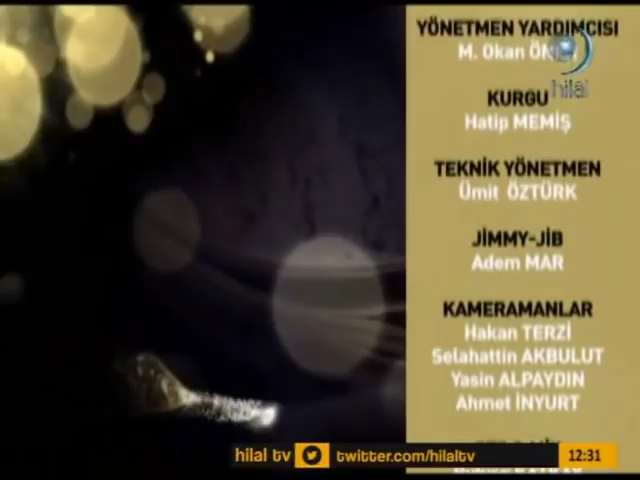 YÖNETMEN YARDIMCISI
M. Okan
hilal
KURGU
Hatip MEMİŞ
TEKNİK YÖNETMEN
Ümit ÖZTÜRK
JİMMY-JİB
Adem MAR
KAMERAMANLAR
Hakan TERZİ
Selahattin AKBULUT
Yasin ALPAYDIN
Ahmet İNYURT
hilal tv twitter.com/hilaltv 12:31